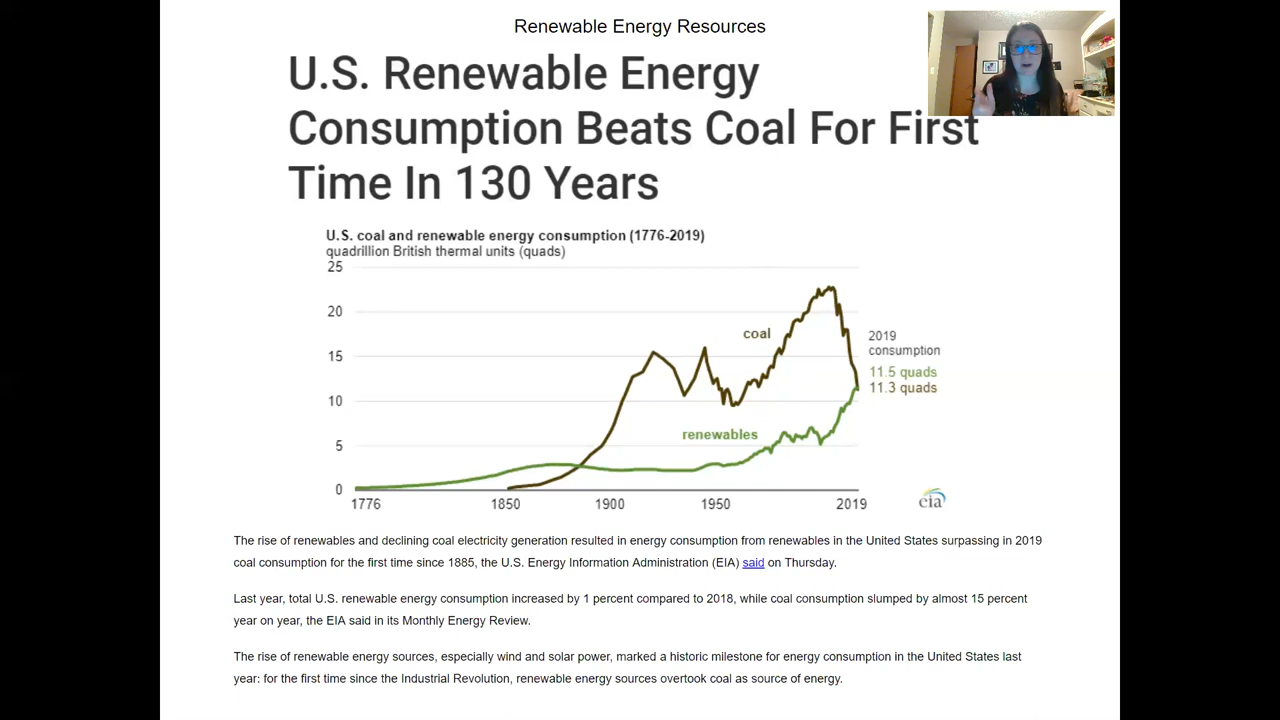 Renewable Energy Resources
U.S. Renewable Energy
Consumption Beats Coal For First
Time In 130 Years
U.S. coal and renewable energy consumption (1776-2019)
quadrillion British thermal units (quads)
25
20
15
10
5
0
coal
renewables
2019
consumption
11.5 quads
11.3 quads
1776 1850 1900 1950 2019
eia
The rise of renewables and declining coal electricity generation resulted in energy consumption from renewables in the United States surpassing in 2019
coal consumption for the first time since 1885, the U.S. Energy Information Administration (EIA) said on Thursday.
Last year, total U.S. renewable energy consumption increased by 1 percent compared to 2018, while coal consumption slumped by almost 15 percent
year on year, the EIA said in its Monthly Energy Review.
The rise of renewable energy sources, especially wind and solar power, marked a historic milestone for energy consumption in the United States last
year: for the first time since the Industrial Revolution, renewable energy sources overtook coal as source of energy.